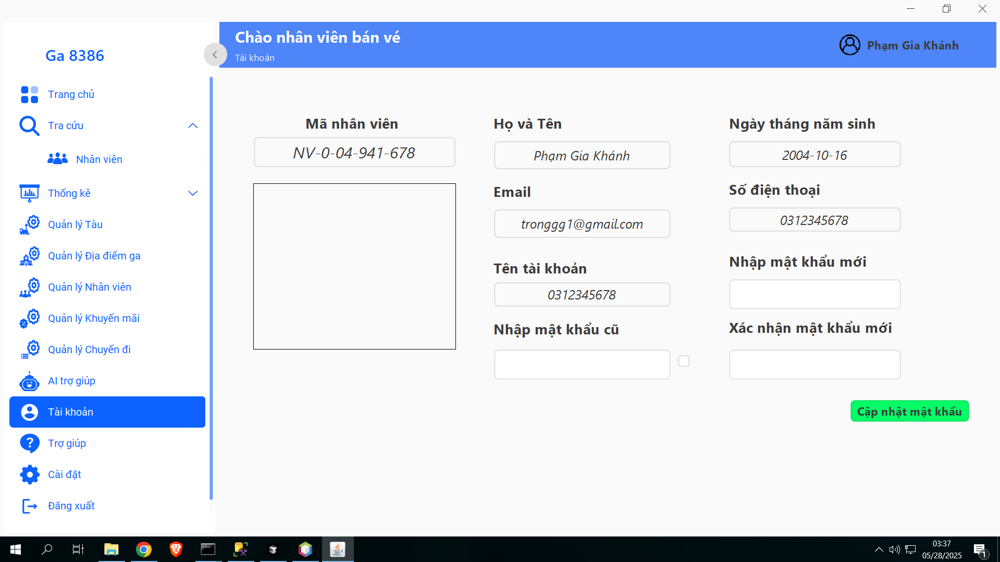 Ga 8386
Trang chủ
Tra cứu
Nhân viên
Thống kê
Quản lý Tàu
Quản lý Địa điểm ga
Quản lý Nhân viên
Quản lý Khuyến mãi
Quản lý Chuyến đi
AI trợ giúp
Tài khoản
Trợ giúp
Cài đặt
Đăng xuất
Chào nhân viên bán vé
Tài khoản
Phạm Gia Khánh
Mã nhân viên
NV-0-04-941-678
Họ và Tên
Phạm Gia Khánh
Email
tronggg1@gmail.com
Tên tài khoản
0312345678
Nhập mật khẩu cũ
Ngày tháng năm sinh
2004-10-16
Số điện thoại
0312345678
Nhập mật khẩu mới
Xác nhận mật khẩu mới
Cập nhật mật khẩu
03:37
05/28/2025
1